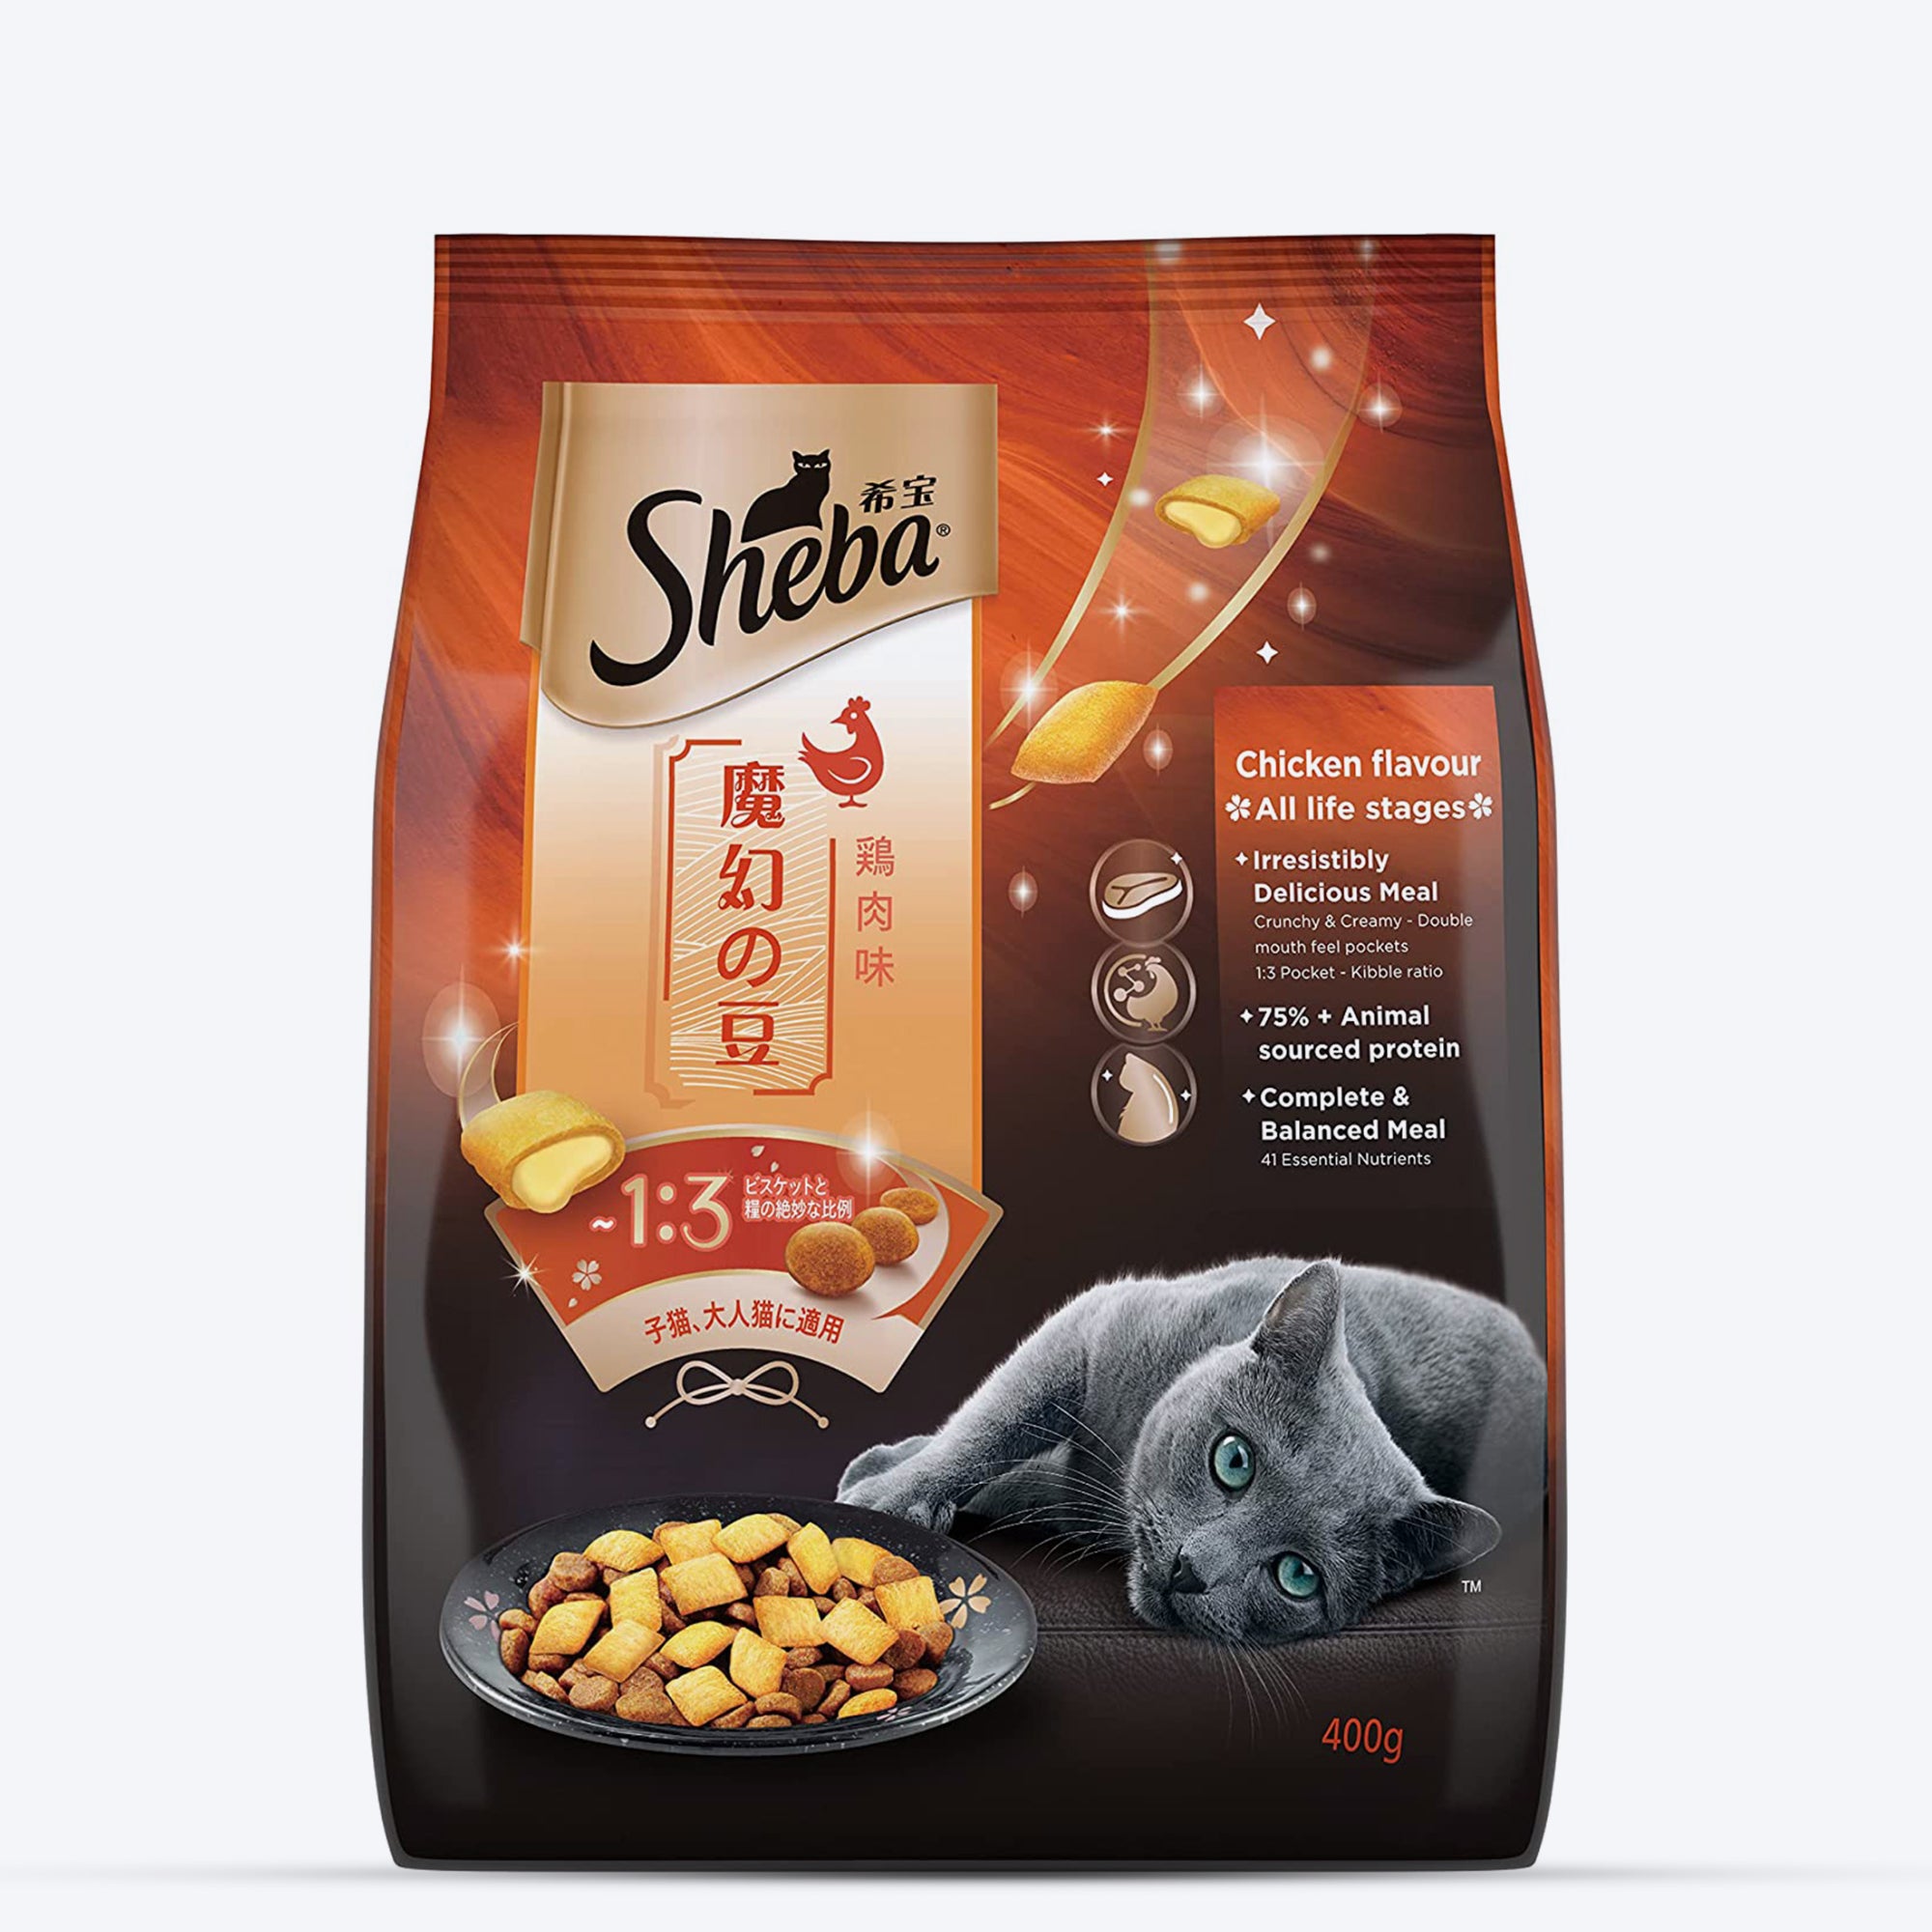 希宝
Sheba®
魔幻の豆
鶏肉味
~1:3
ビスケットと
糧の絶妙な比例
子猫、大人猫に適用
Chicken flavour
All life stages
Irresistibly
Delicious Meal
Crunchy & Creamy - Double
mouth feel pockets
1:3 Pocket - Kibble ratio
75% + Animal
sourced protein
Complete &
Balanced Meal
41 Essential Nutrients
TM
400g